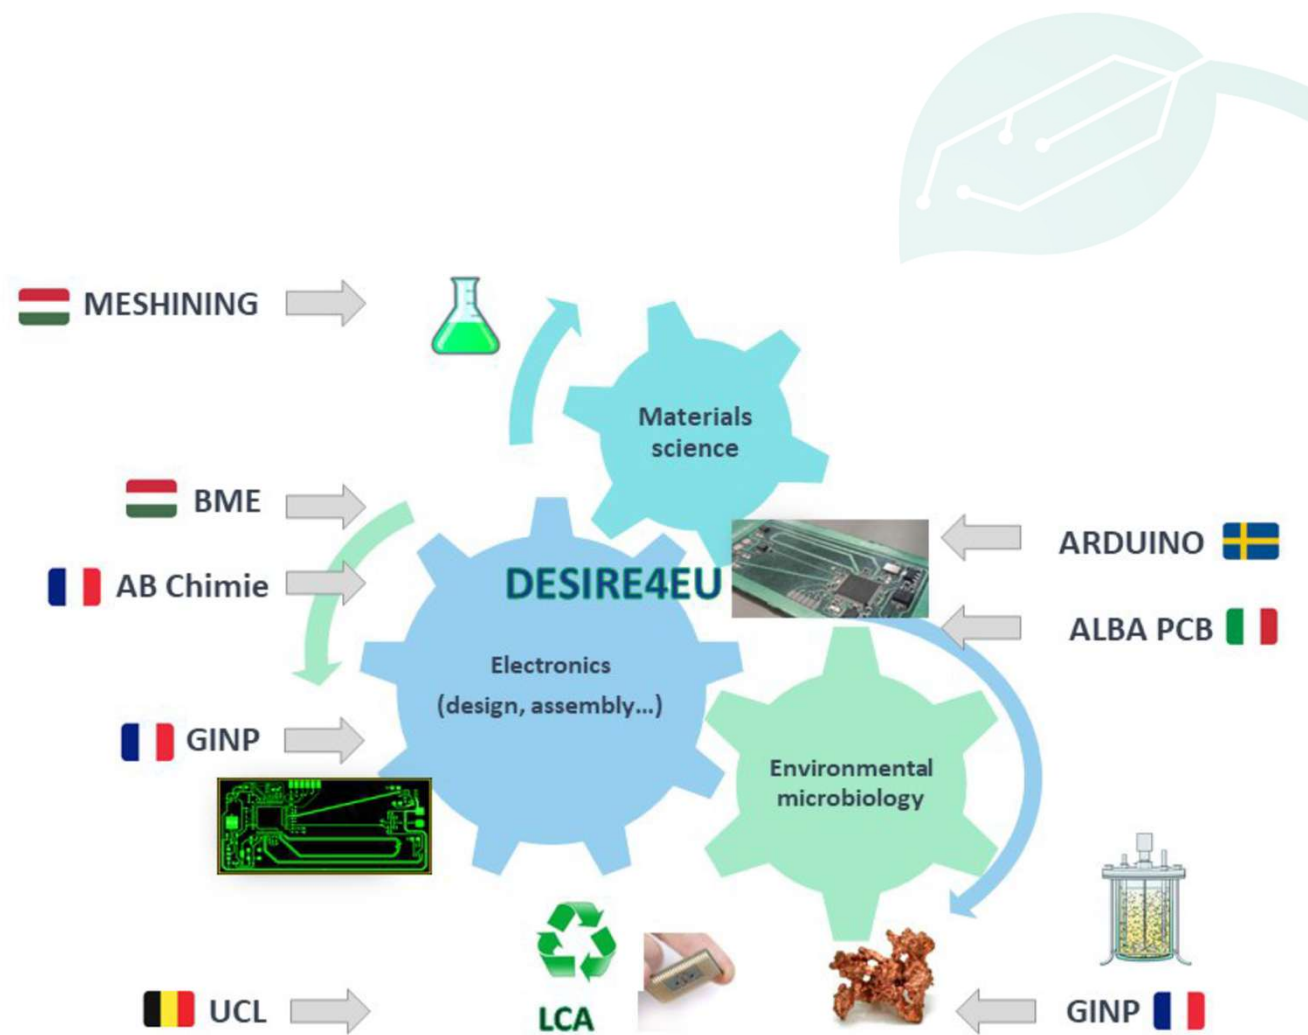 MESHINING
Materials
science
BME
ARDUINO
AB Chimie
DESIRE4EU
ALBA PCB
Electronics
(design, assembly...)
GINP
Environmental
microbiology
UCL
LCA
GINP